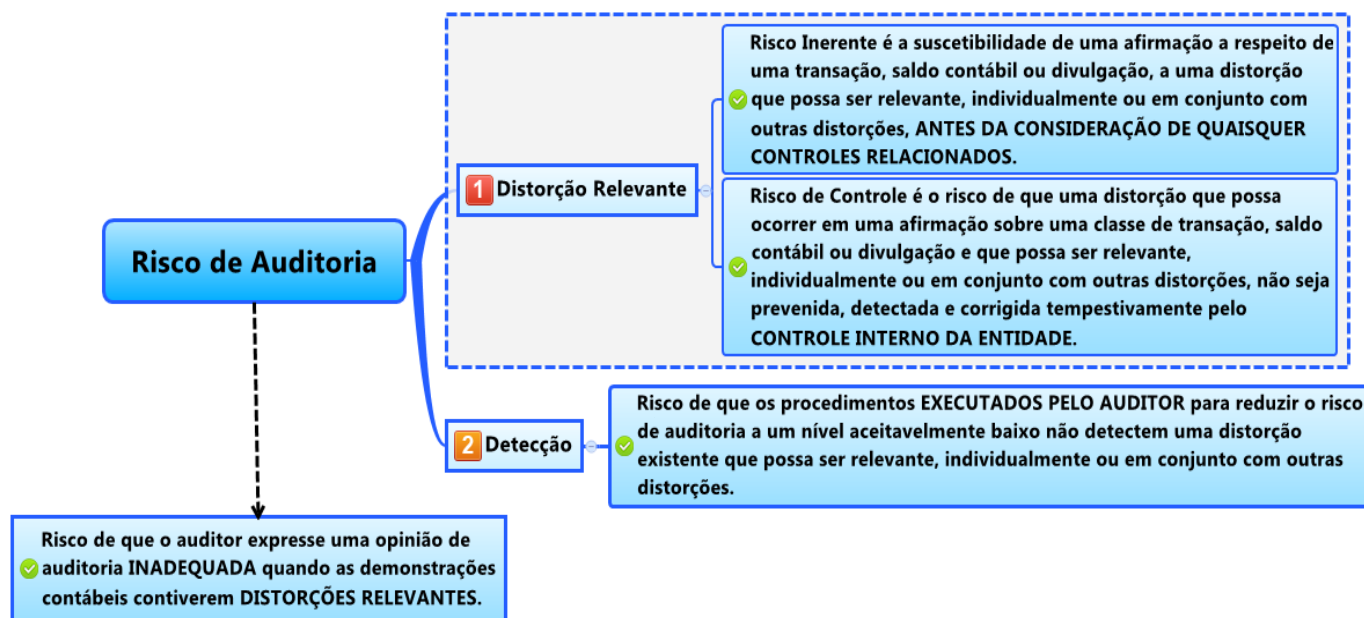 Risco de Auditoria
Risco de que o auditor expresse uma opinião de
auditoria INADEQUADA quando as demonstrações
contábeis contiverem DISTORÇÕES RELEVANTES.
1 Distorção Relevante
Risco Inerente é a suscetibilidade de uma afirmação a respeito de
uma transação, saldo contábil ou divulgação, a uma distorção
que possa ser relevante, individualmente ou em conjunto com
outras distorções, ANTES DA CONSIDERAÇÃO DE QUAISQUER
CONTROLES RELACIONADOS.
Risco de Controle é o risco de que uma distorção que possa
ocorrer em uma afirmação sobre uma classe de transação, saldo
contábil ou divulgação e que possa ser relevante,
individualmente ou em conjunto com outras distorções, não seja
prevenida, detectada e corrigida tempestivamente pelo
CONTROLE INTERNO DA ENTIDADE.
2 Detecção
Risco de que os procedimentos EXECUTADOS PELO AUDITOR para reduzir o risco
de auditoria a um nível aceitavelmente baixo não detectem uma distorção
existente que possa ser relevante, individualmente ou em conjunto com outras
distorções.